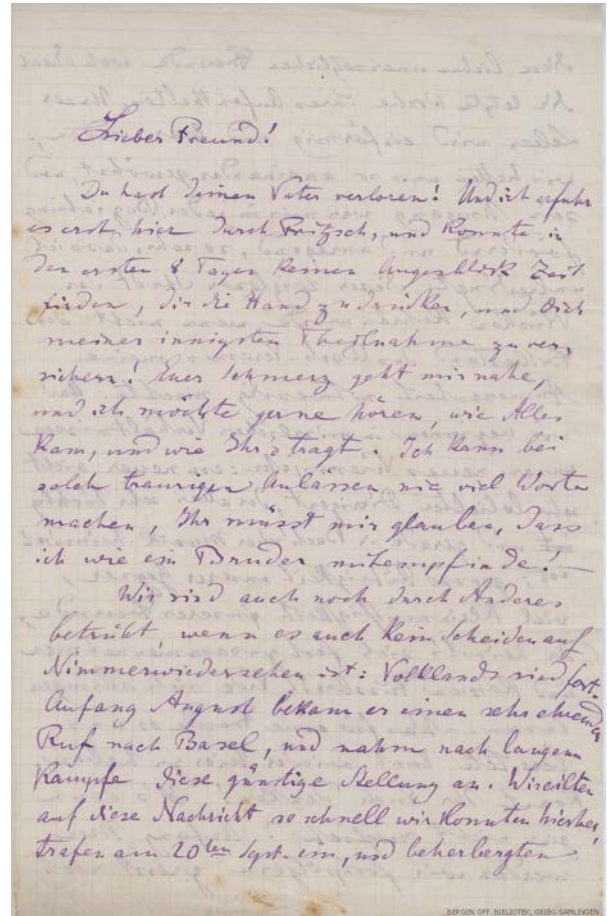 Lieber Freund!
Du hast Deinen Vater verloren! Und ich erfuhr
es erst hier durch Fritzsch, und konnte in
den ersten 8 Tagen keinen Augenblick Zeit
finden, dir die Hand zu drücken, und Dich
meiner innigsten Theilnahme zu ver,
sichern! Euer Schmerz geht mir nahe,
und ich möchte gerne hören, wie Alles
kam, und wie Ihr's tragt. Ich kann bei
solch traurigen Anlässen nie viel Worte
machen, Ihr müsst mir glauben, dass
ich wie ein Bruder mitempfinde! —
Wir sind auch noch durch Anderes
betrübt, wenn es auch kein Scheiden auf
Nimmerwiedersehen ist: Volklands sind fort.
Anfang August bekam er einen sehr ehrenden
Ruf nach Basel, und nahm nach langem
Kampfe diese günstige Stellung an. Wir eilten
auf diese Nachricht so schnell wir konnten hierher,
trafen am 20ten Sept. ein, und beherbergten
BERGEN OFF. BIBLIOTEK, GRIEG-SAMLINGEN